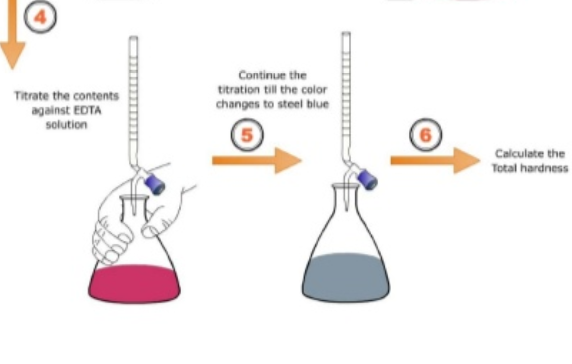 4
Titrate the contents
against EDTA
solution
Continue the
titration till the color
changes to steel blue
5
6
Calculate the
Total hardness